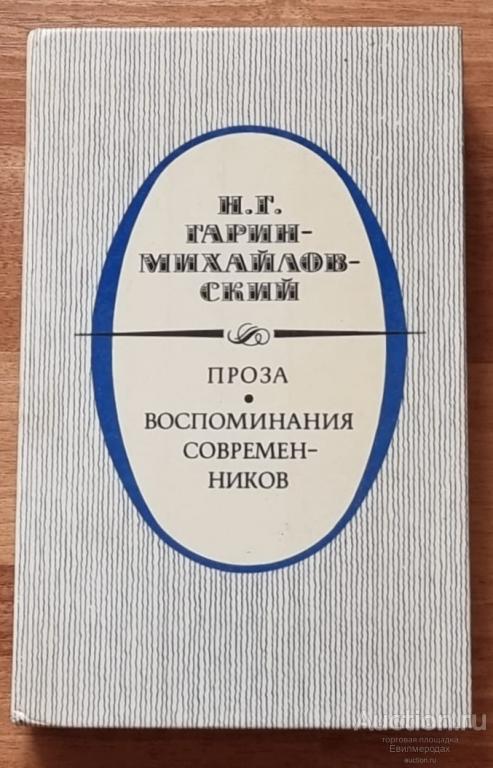 Н.Г.
ГАРИН-
МИХАЙЛОВ-
СКИЙ
ПРОЗА
•
ВОСПОМИНАНИЯ
СОВРЕМЕН-
НИКОВ
Auction.ru
торговая площадка
Евилмеродах
auction.ru